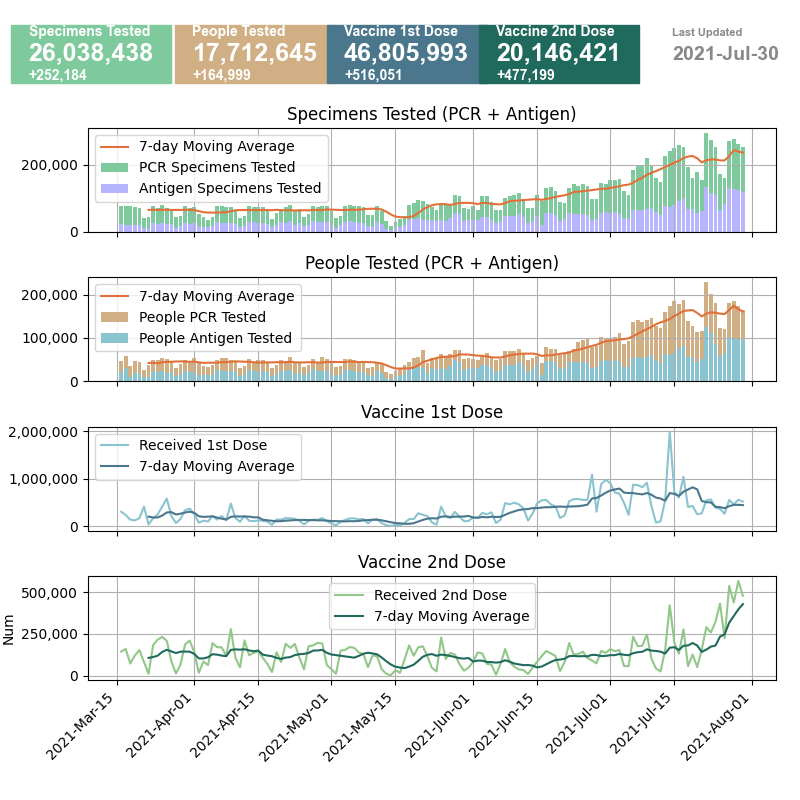 Specimens Tested
26,038,438
+252,184
People Tested
17,712,645
+164,999
Vaccine 1st Dose
46,805,993
+516,051
Vaccine 2nd Dose
20,146,421
+477,199
Last Updated
2021-Jul-30
Specimens Tested (PCR + Antigen)
7-day Moving Average
PCR Specimens Tested
Antigen Specimens Tested
200,000
0
People Tested (PCR + Antigen)
7-day Moving Average
People PCR Tested
People Antigen Tested
200,000
100,000
0
Vaccine 1st Dose
Received 1st Dose
7-day Moving Average
2,000,000
1,000,000
0
Vaccine 2nd Dose
Received 2nd Dose
7-day Moving Average
500,000
250,000
0
Num
2021-Mar-15
2021-Apr-01
2021-Apr-15
2021-May-01
2021-May-15
2021-Jun-01
2021-Jun-15
2021-Jul-01
2021-Jul-15
2021-Aug-01